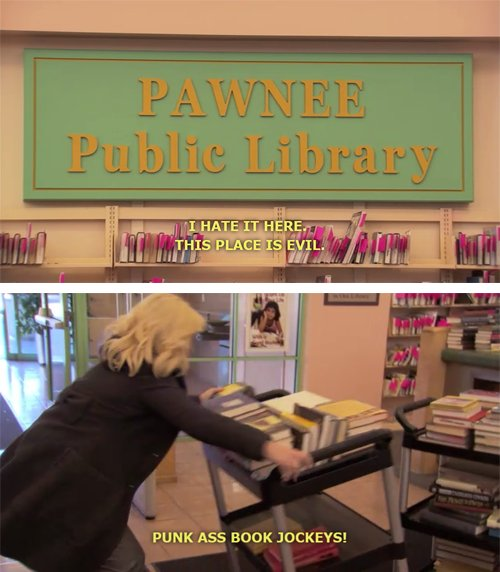 PAWNEE
Public Library
I HATE IT HERE.
THIS PLACE IS EVIL.
PUNK ASS BOOK JOCKEYS!